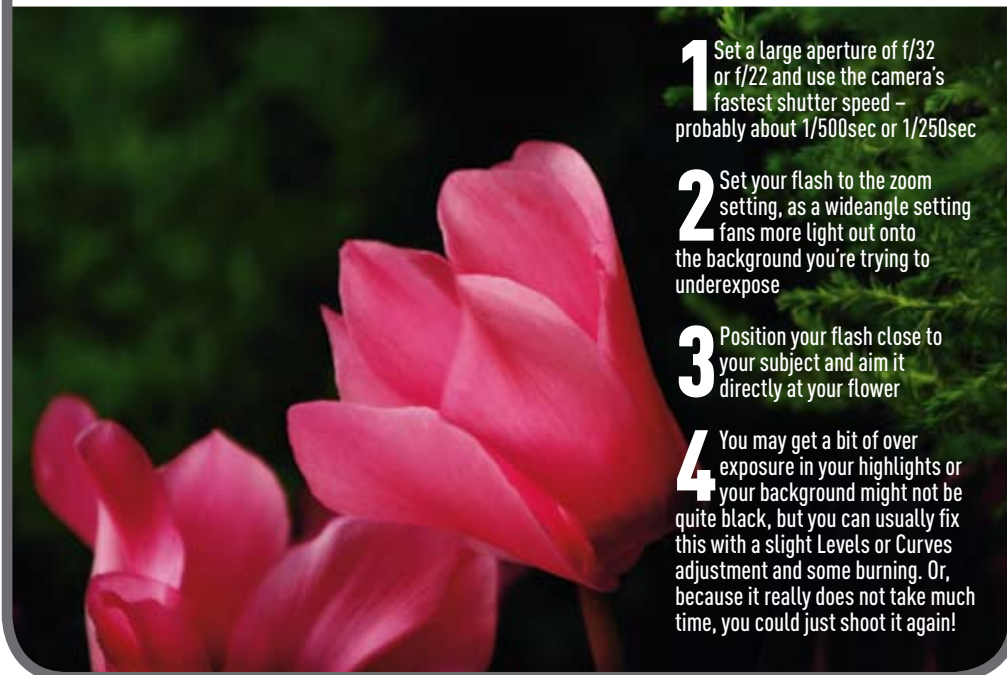 1 Set a large aperture of f/32
or f/22 and use the camera's
fastest shutter speed –
probably about 1/500sec or 1/250sec
2 Set your flash to the zoom
setting, as a wideangle setting
fans more light out onto
the background you're trying to
underexpose
3 Position your flash close to
your subject and aim it
directly at your flower
4 You may get a bit of over
exposure in your highlights or
your background might not be
quite black, but you can usually fix
this with a slight Levels or Curves
adjustment and some burning. Or,
because it really does not take much
time, you could just shoot it again!